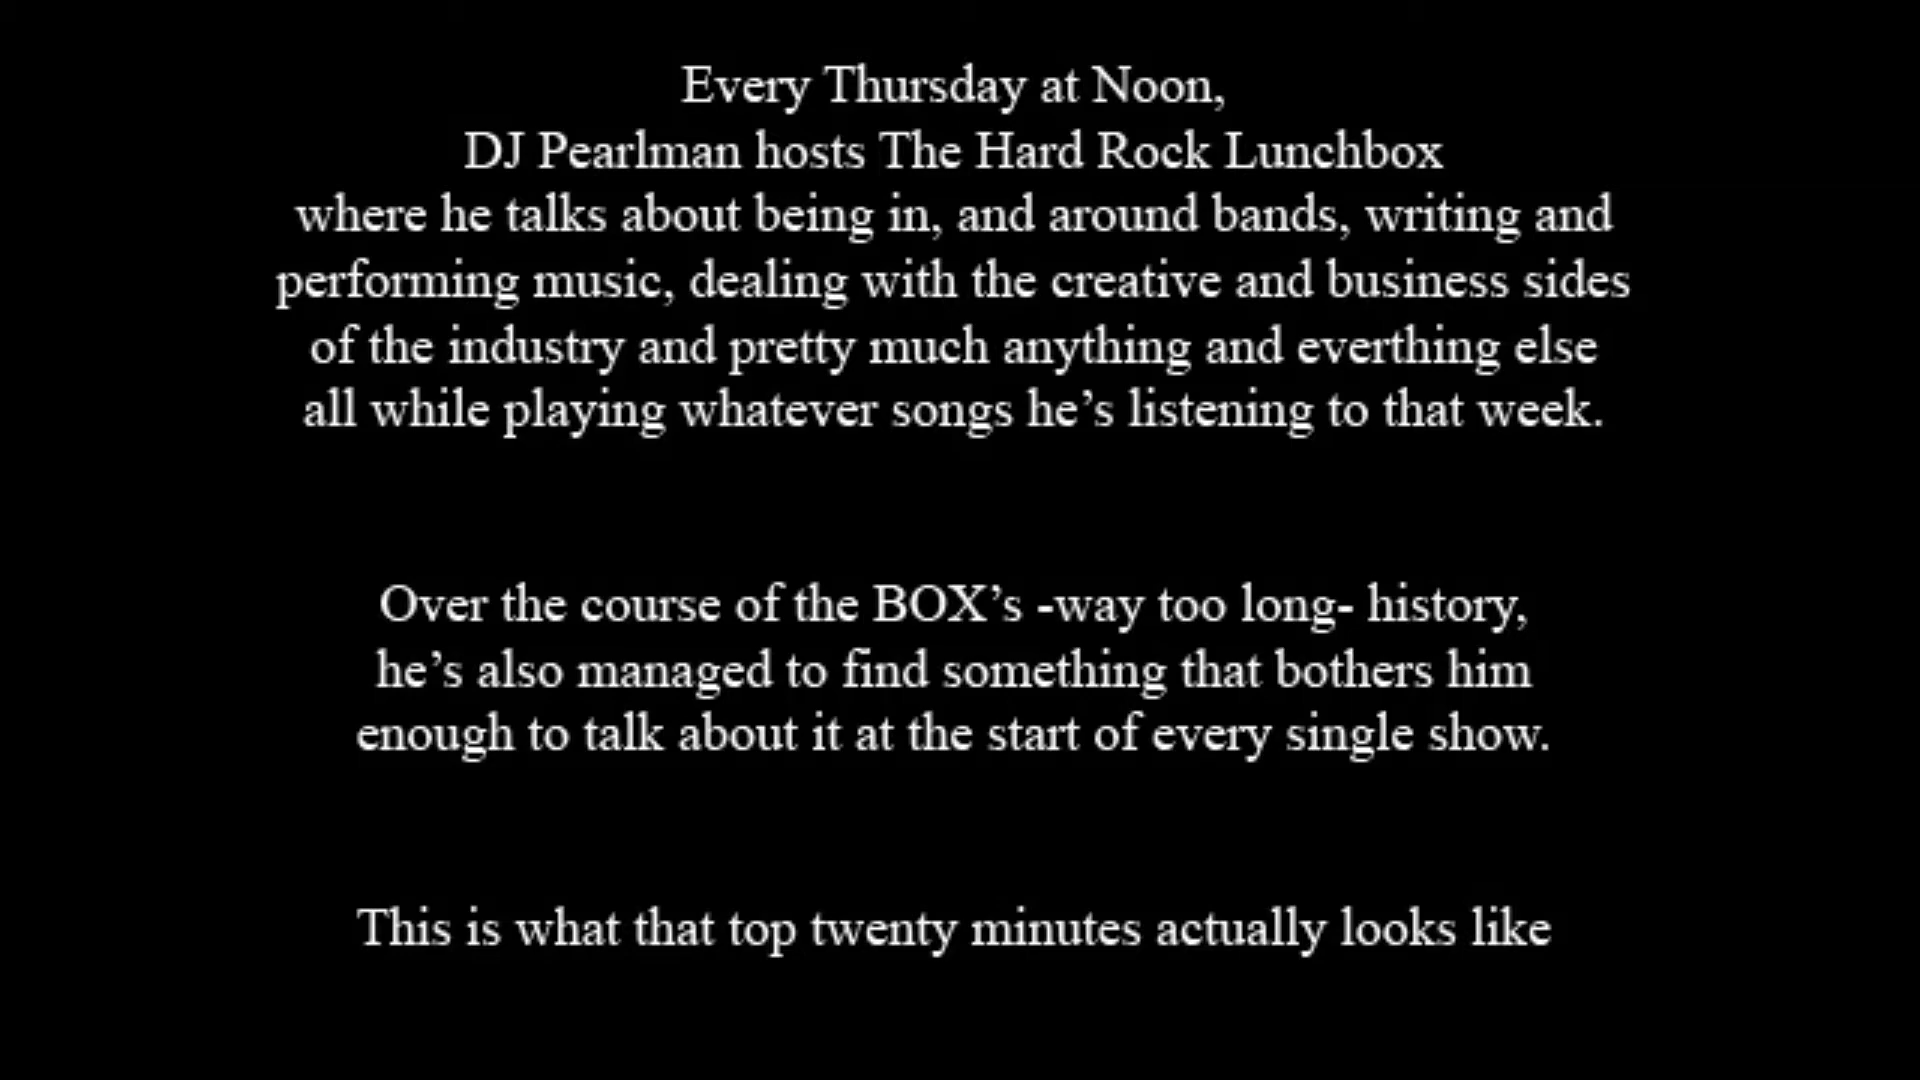 Every Thursday at Noon,
DJ Pearlman hosts The Hard Rock Lunchbox
where he talks about being in, and around bands, writing and
performing music, dealing with the creative and business sides
of the industry and pretty much anything and everthing else
all while playing whatever songs he’s listening to that week.
Over the course of the BOX’s -way too long- history,
he’s also managed to find something that bothers him
enough to talk about it at the start of every single show.
This is what that top twenty minutes actually looks like